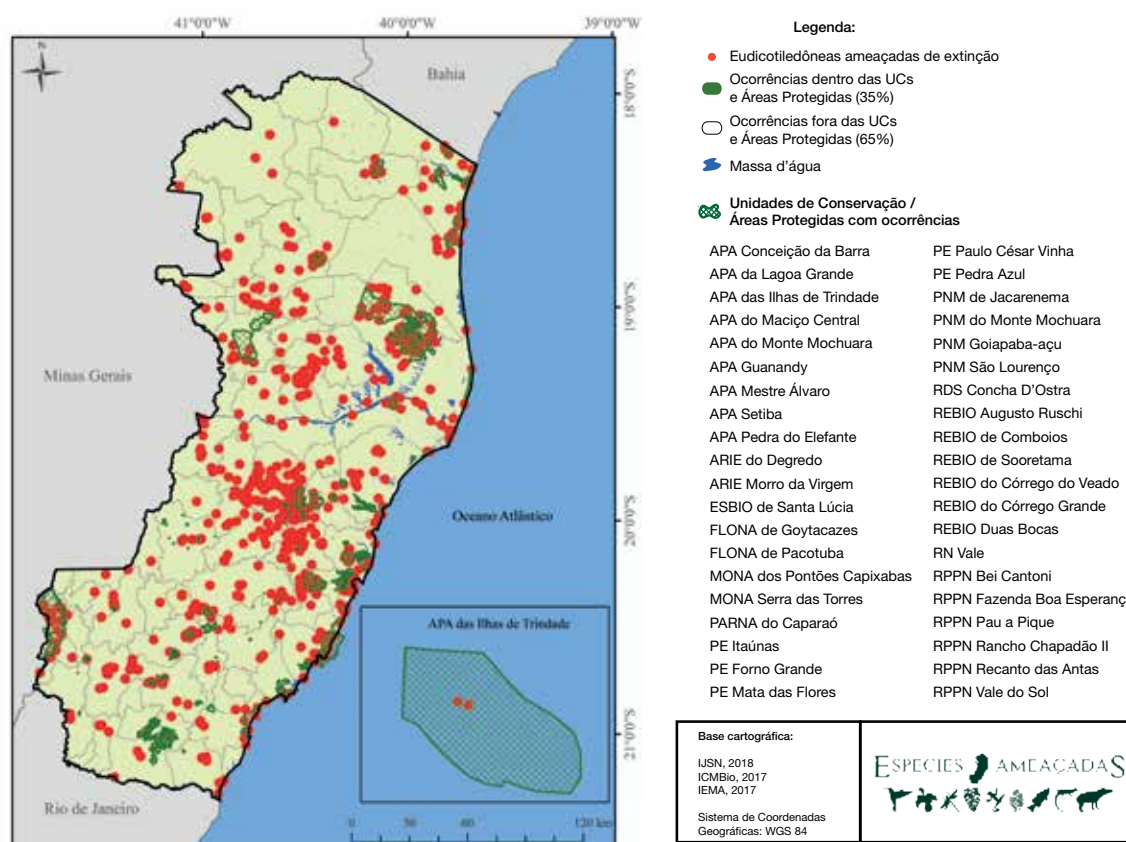 41°0'0"W
40°0'0"W
39°0'0"W
N
Bahia
18°0'0"S
19°0'0"S
Minas Gerais
Oceano Atlântico
20°0'0"S
APA das Ilhas de Trindade
21°0'0"S
Rio de Janeiro
0
30
60
120 km
Legenda:
Eudicotiledôneas ameaçadas de extinção
Ocorrências dentro das UCs
e Áreas Protegidas (35%)
Ocorrências fora das UCs
e Áreas Protegidas (65%)
Massa d'água
Unidades de Conservação /
Áreas Protegidas com ocorrências
APA Conceição da Barra
APA da Lagoa Grande
APA das Ilhas de Trindade
APA do Maciço Central
APA do Monte Mochuara
APA Guanandy
APA Mestre Álvaro
APA Setiba
APA Pedra do Elefante
ARIE do Degredo
ARIE Morro da Virgem
ESBIO de Santa Lúcia
FLONA de Goytacazes
FLONA de Pacotuba
MONA dos Pontões Capixabas
MONA Serra das Torres
PARNA do Caparaó
PE Itaúnas
PE Forno Grande
PE Mata das Flores
PE Paulo César Vinha
PE Pedra Azul
PNM de Jacarenema
PNM do Monte Mochuara
PNM Goiapaba-açu
PNM São Lourenço
RDS Concha D'Ostra
REBIO Augusto Ruschi
REBIO de Comboios
REBIO de Sooretama
REBIO do Córrego do Veado
REBIO do Córrego Grande
REBIO Duas Bocas
RN Vale
RPPN Bei Cantoni
RPPN Fazenda Boa Esperanç
RPPN Pau a Pique
RPPN Rancho Chapadão II
RPPN Recanto das Antas
RPPN Vale do Sol
Base cartográfica:
IJSN, 2018
ICMBio, 2017
IEMA, 2017
Sistema de Coordenadas
Geográficas: WGS 84
ESPÉCIES AMEAÇADAS